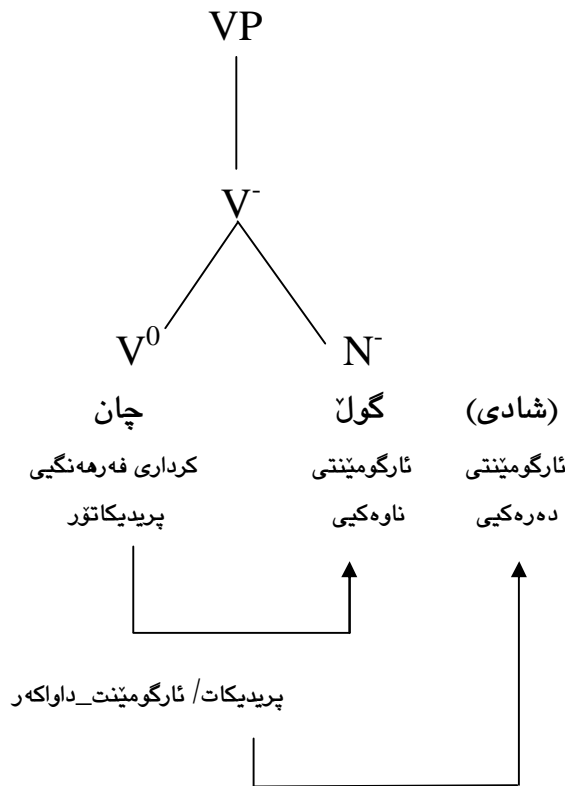 VP
V-
V0 N-
چان گوڵ (شادی)
کرداری فەرهەنگیی ئارگومێنتی ئارگومێنتی
پریدیکاتۆر ناوەکیی دەرەکیی
پریدیکات/ ئارگومێنت_داواکەر